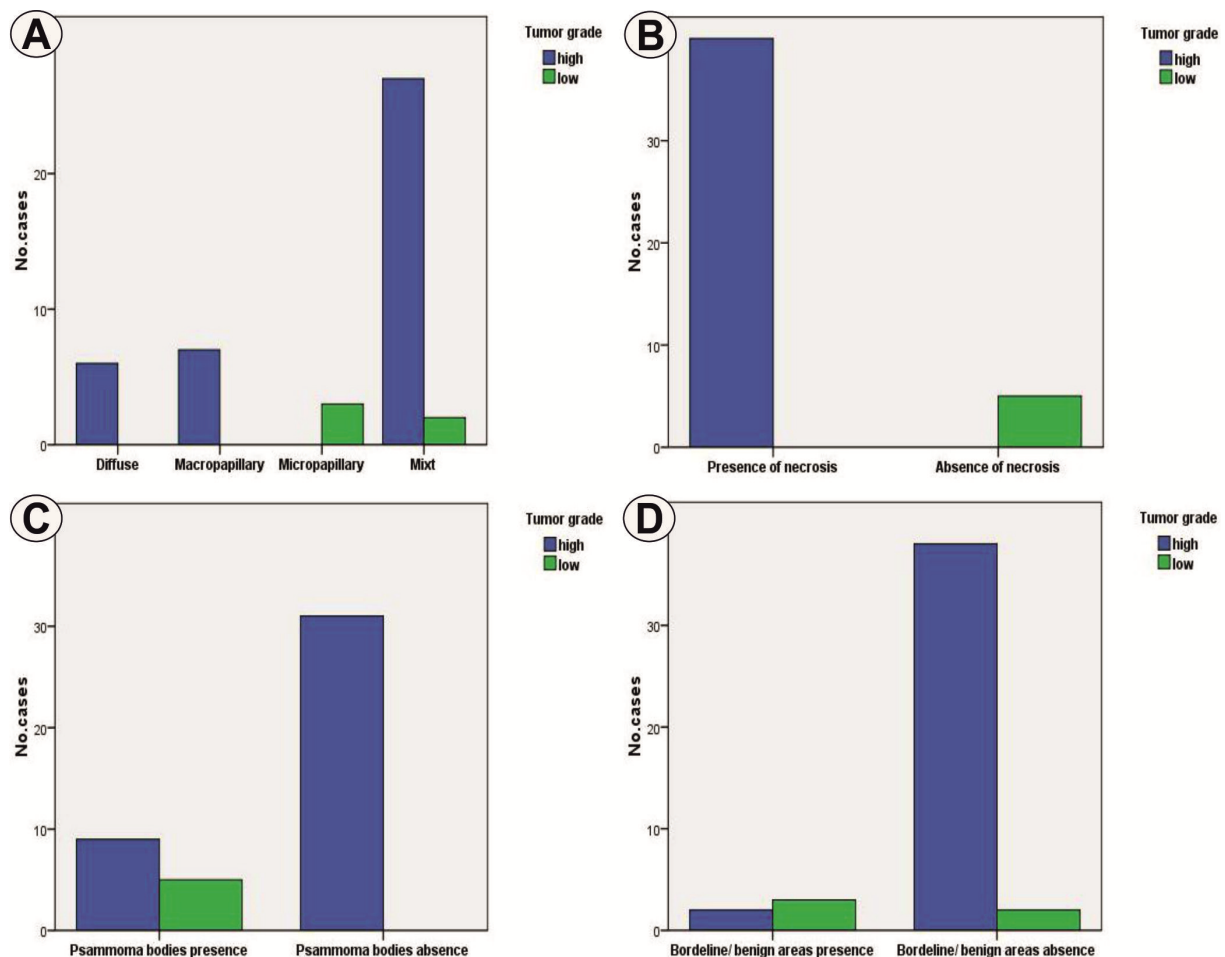 A
Tumor grade
high
low
No.cases
20
10
0
Diffuse
Macropapillary
Micropapillary
Mixt
B
Tumor grade
high
low
30
20
10
0
Presence of necrosis
Absence of necrosis
C
Tumor grade
high
low
No.cases
30
20
10
0
Psammoma bodies presence
Psammoma bodies absence
D
Tumor grade
high
low
No.cases
30
20
10
0
Bordeline/ benign areas presence
Bordeline/ benign areas absence